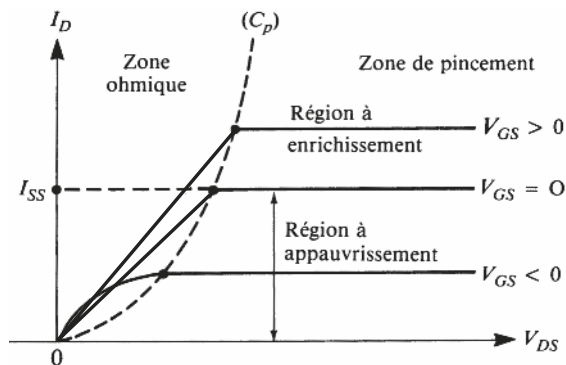 I_D
(C_p)
Zone
ohmique
Zone de pincement
Région à
enrichissement
V_GS > 0
I_SS
V_GS = O
Région à
appauvrissement
V_GS < 0
0
V_DS